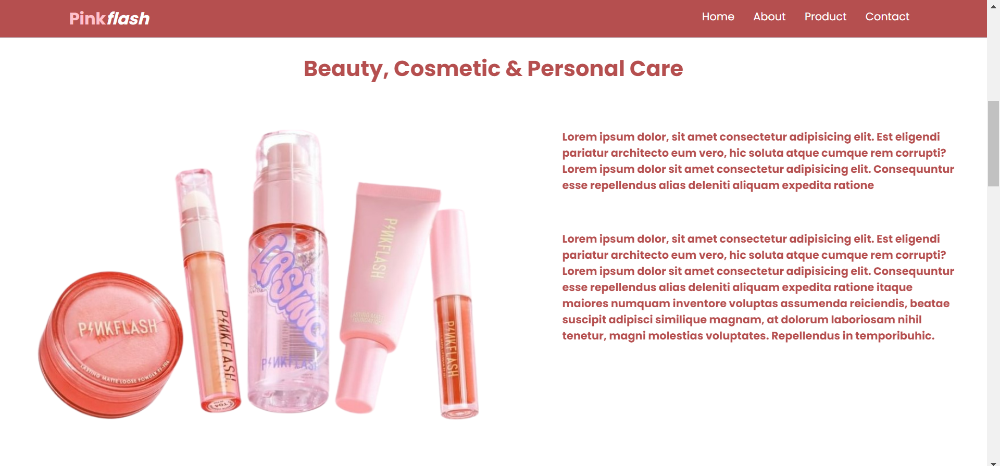 Pinkflash
Home About Product Contact
Beauty, Cosmetic & Personal Care
Lorem ipsum dolor, sit amet consectetur adipisicing elit. Est eligendi
pariatur architecto eum vero, hic soluta atque cumque rem corrupti?
Lorem ipsum dolor sit amet consectetur adipisicing elit. Consequuntur
esse repellendus alias deleniti aliquam expedita ratione
Lorem ipsum dolor, sit amet consectetur adipisicing elit. Est eligendi
pariatur architecto eum vero, hic soluta atque cumque rem corrupti?
Lorem ipsum dolor sit amet consectetur adipisicing elit. Consequuntur
esse repellendus alias deleniti aliquam expedita ratione itaque
maiores numquam inventore voluptas assumenda reiciendis, beatae
suscipit adipisci similique magnam, at dolorum laboriosam nihil
tenetur, magni molestias voluptates. Repellendus in temporibuhic.
PINKFLASH
LASTING MATTE LOOSE POWDER
PINKFLASH
LASTING
PINKFLASH
PINKFLASH
LASTING MATTE
FOUNDATION
PINKFLASH